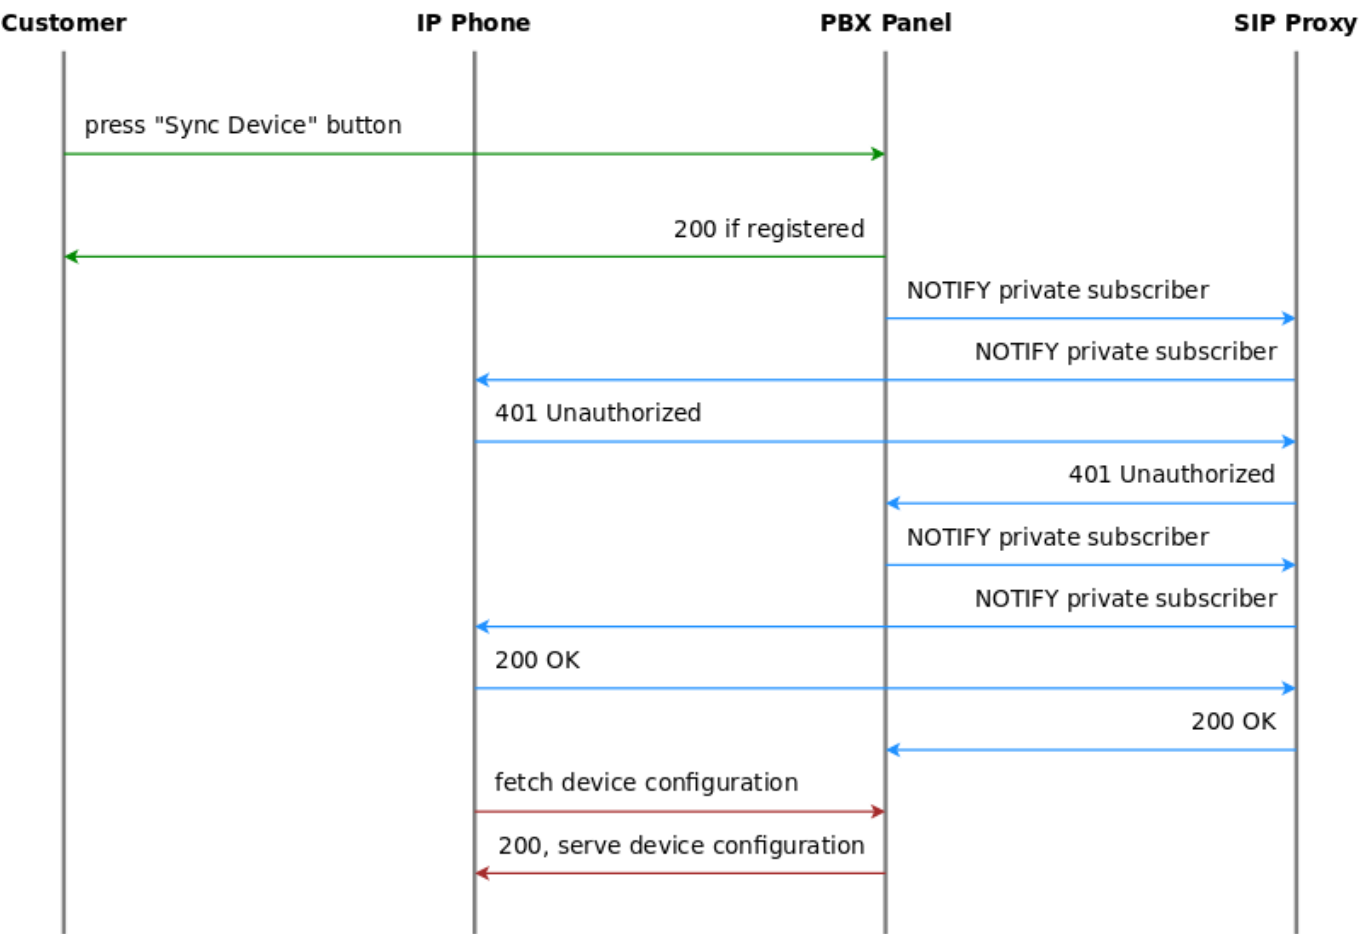 Customer IP Phone PBX Panel SIP Proxy
press "Sync Device" button
200 if registered
NOTIFY private subscriber
NOTIFY private subscriber
401 Unauthorized
401 Unauthorized
NOTIFY private subscriber
NOTIFY private subscriber
200 OK
200 OK
fetch device configuration
200, serve device configuration